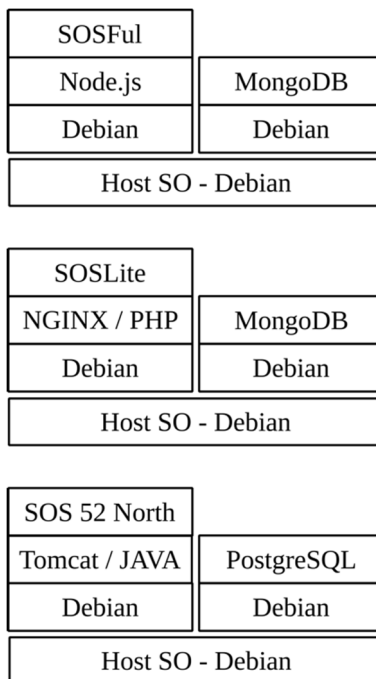 SOSFul
Node.js
MongoDB
Debian
Debian
Host SO - Debian
SOSLite
NGINX / PHP
MongoDB
Debian
Debian
Host SO - Debian
SOS 52 North
Tomcat / JAVA
PostgreSQL
Debian
Debian
Host SO - Debian